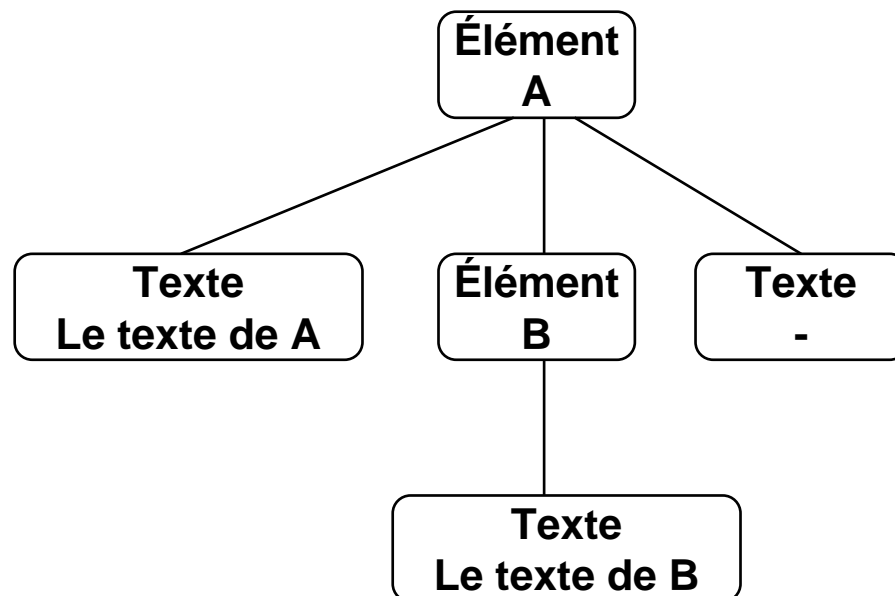 Élément
A
Texte
Le texte de A
Élément
B
Texte
-
Texte
Le texte de B